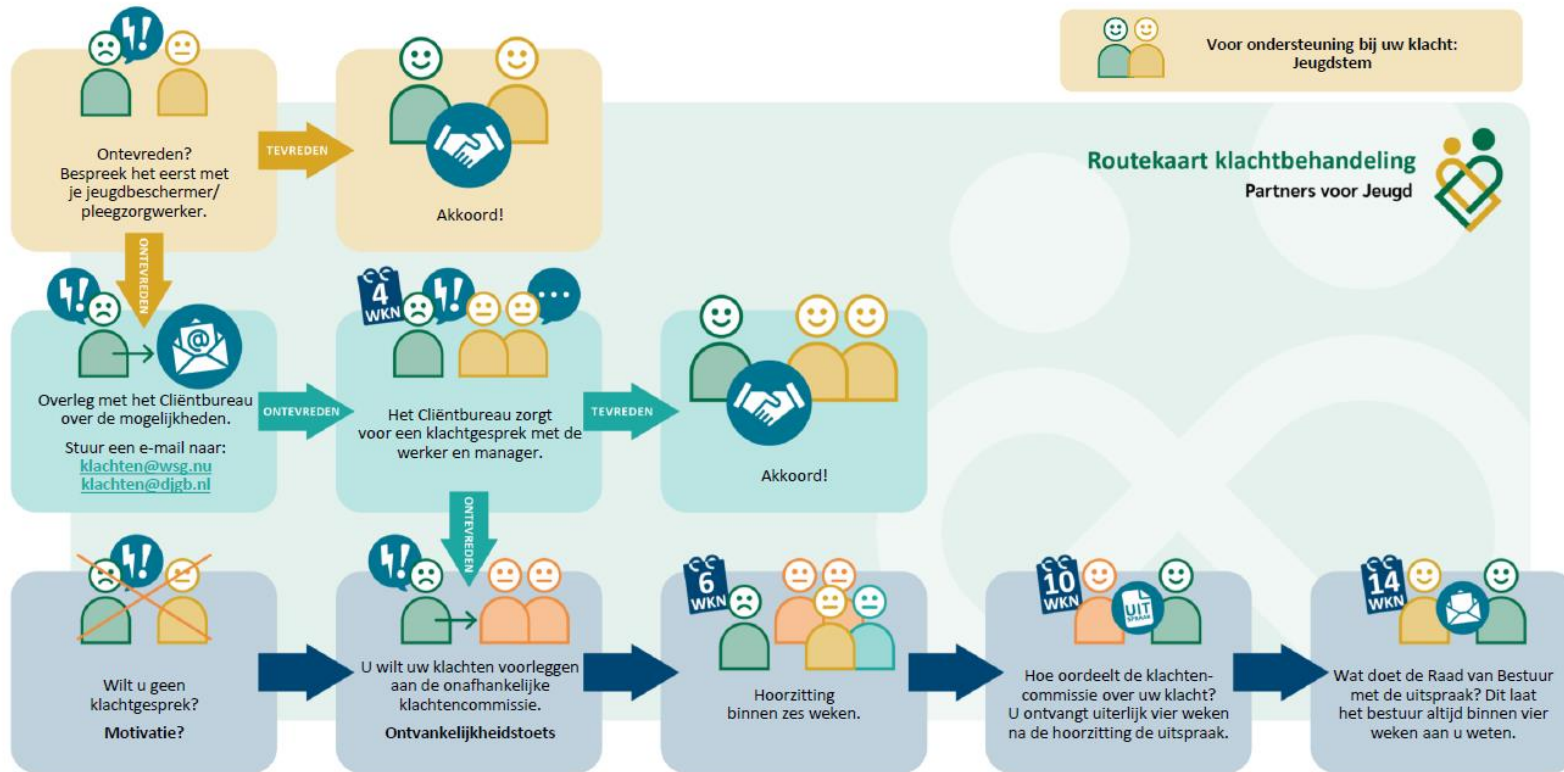 Voor ondersteuning bij uw klacht:
Jeugdstem
Routekaart klachtbehandeling
Partners voor Jeugd
Ontevreden?
Bespreek het eerst met
je jeugdbeschermer/
pleegzorgwerker.
TEVREDEN
Akkoord!
ONTEVREDEN
@
Overleg met het Cliëntbureau
over de mogelijkheden.
Stuur een e-mail naar:
klachten@wsg.nu
klachten@djgb.nl
ONTEVREDEN
4
WKN
Het Cliëntbureau zorgt
voor een klachtgesprek met de
werker en manager.
TEVREDEN
Akkoord!
ONTEVREDEN
Wilt u geen
klachtgesprek?
Motivatie?
U wilt uw klachten voorleggen
aan de onafhankelijke
klachtencommissie.
Ontvankelijkheidstoets
6
WKN
Hoorzitting
binnen zes weken.
10
WKN
UIT
SPRAAK
Hoe oordeelt de klachten-
commissie over uw klacht?
U ontvangt uiterlijk vier weken
na de hoorzitting de uitspraak.
14
WKN
Wat doet de Raad van Bestuur
met de uitspraak? Dit laat
het bestuur altijd binnen vier
weken aan u weten.